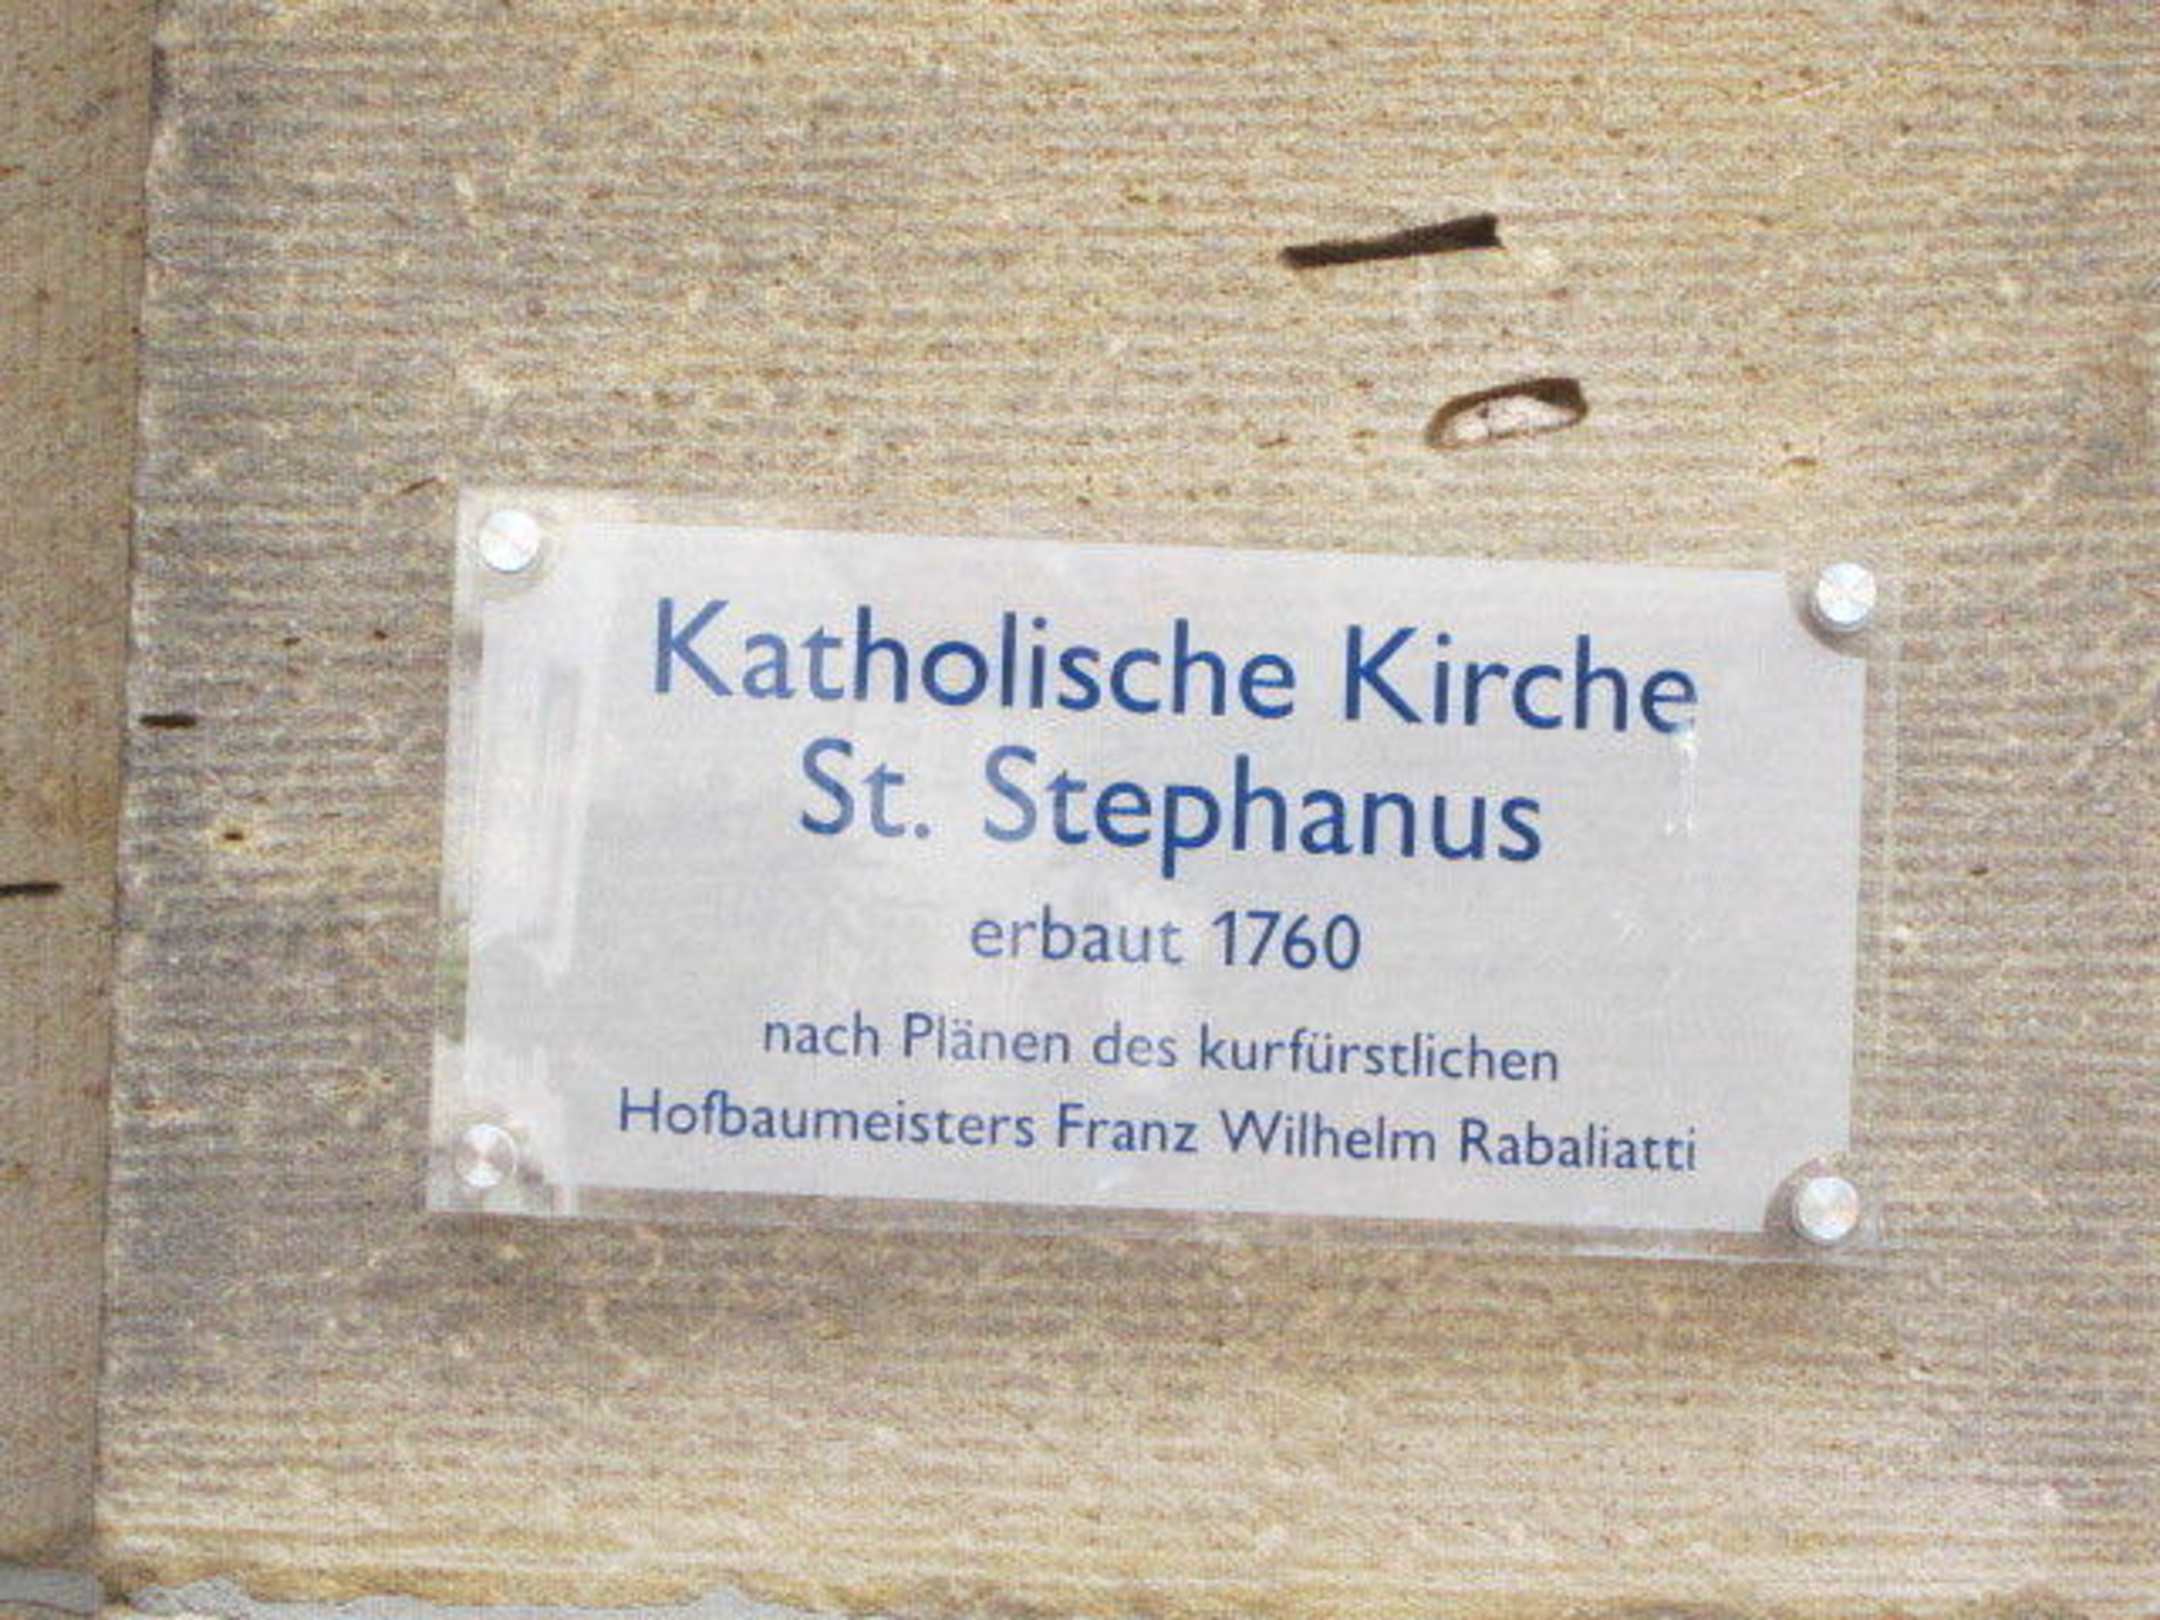 Katholische Kirche
St. Stephanus
erbaut 1760
nach Plänen des kurfürstlichen
Hofbaumeisters Franz Wilhelm Rabaliatti